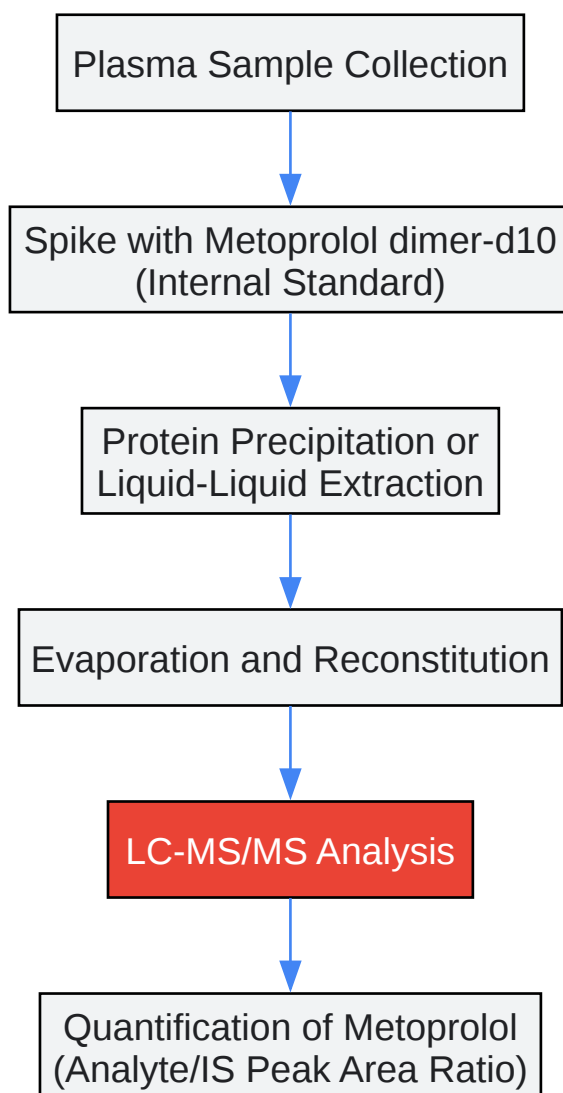 Plasma Sample Collection
Spike with Metoprolol dimer-d10
(Internal Standard)
Protein Precipitation or
Liquid-Liquid Extraction
Evaporation and Reconstitution
LC-MS/MS Analysis
Quantification of Metoprolol
(Analyte/IS Peak Area Ratio)